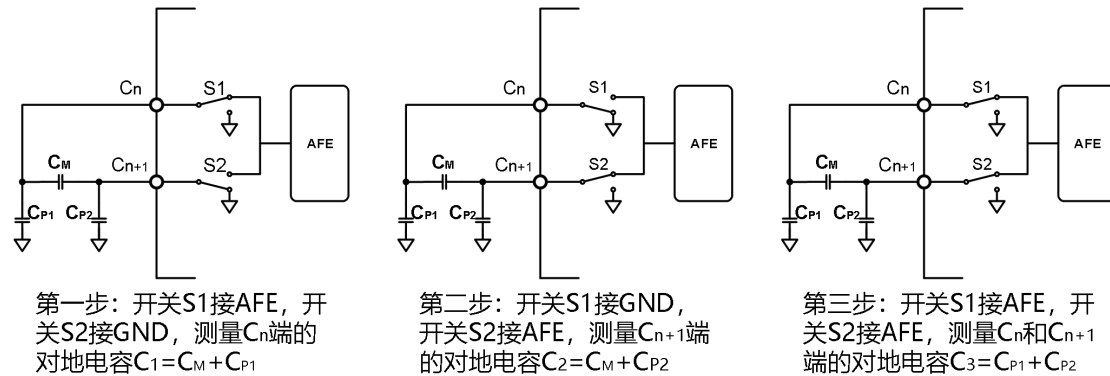 Cn
S1
AFE
CM
Cn+1
S2
CP1
CP2
第一步：开关S1接AFE，开
关S2接GND，测量Cn端的
对地电容C1=CM+CP1
Cn
S1
AFE
CM
Cn+1
S2
CP1
CP2
第二步：开关S1接GND，
开关S2接AFE，测量Cn+1端
的对地电容C2=CM+CP2
Cn
S1
AFE
CM
Cn+1
S2
CP1
CP2
第三步：开关S1接AFE，开
关S2接AFE，测量Cn和Cn+1
端的对地电容C3=CP1+CP2